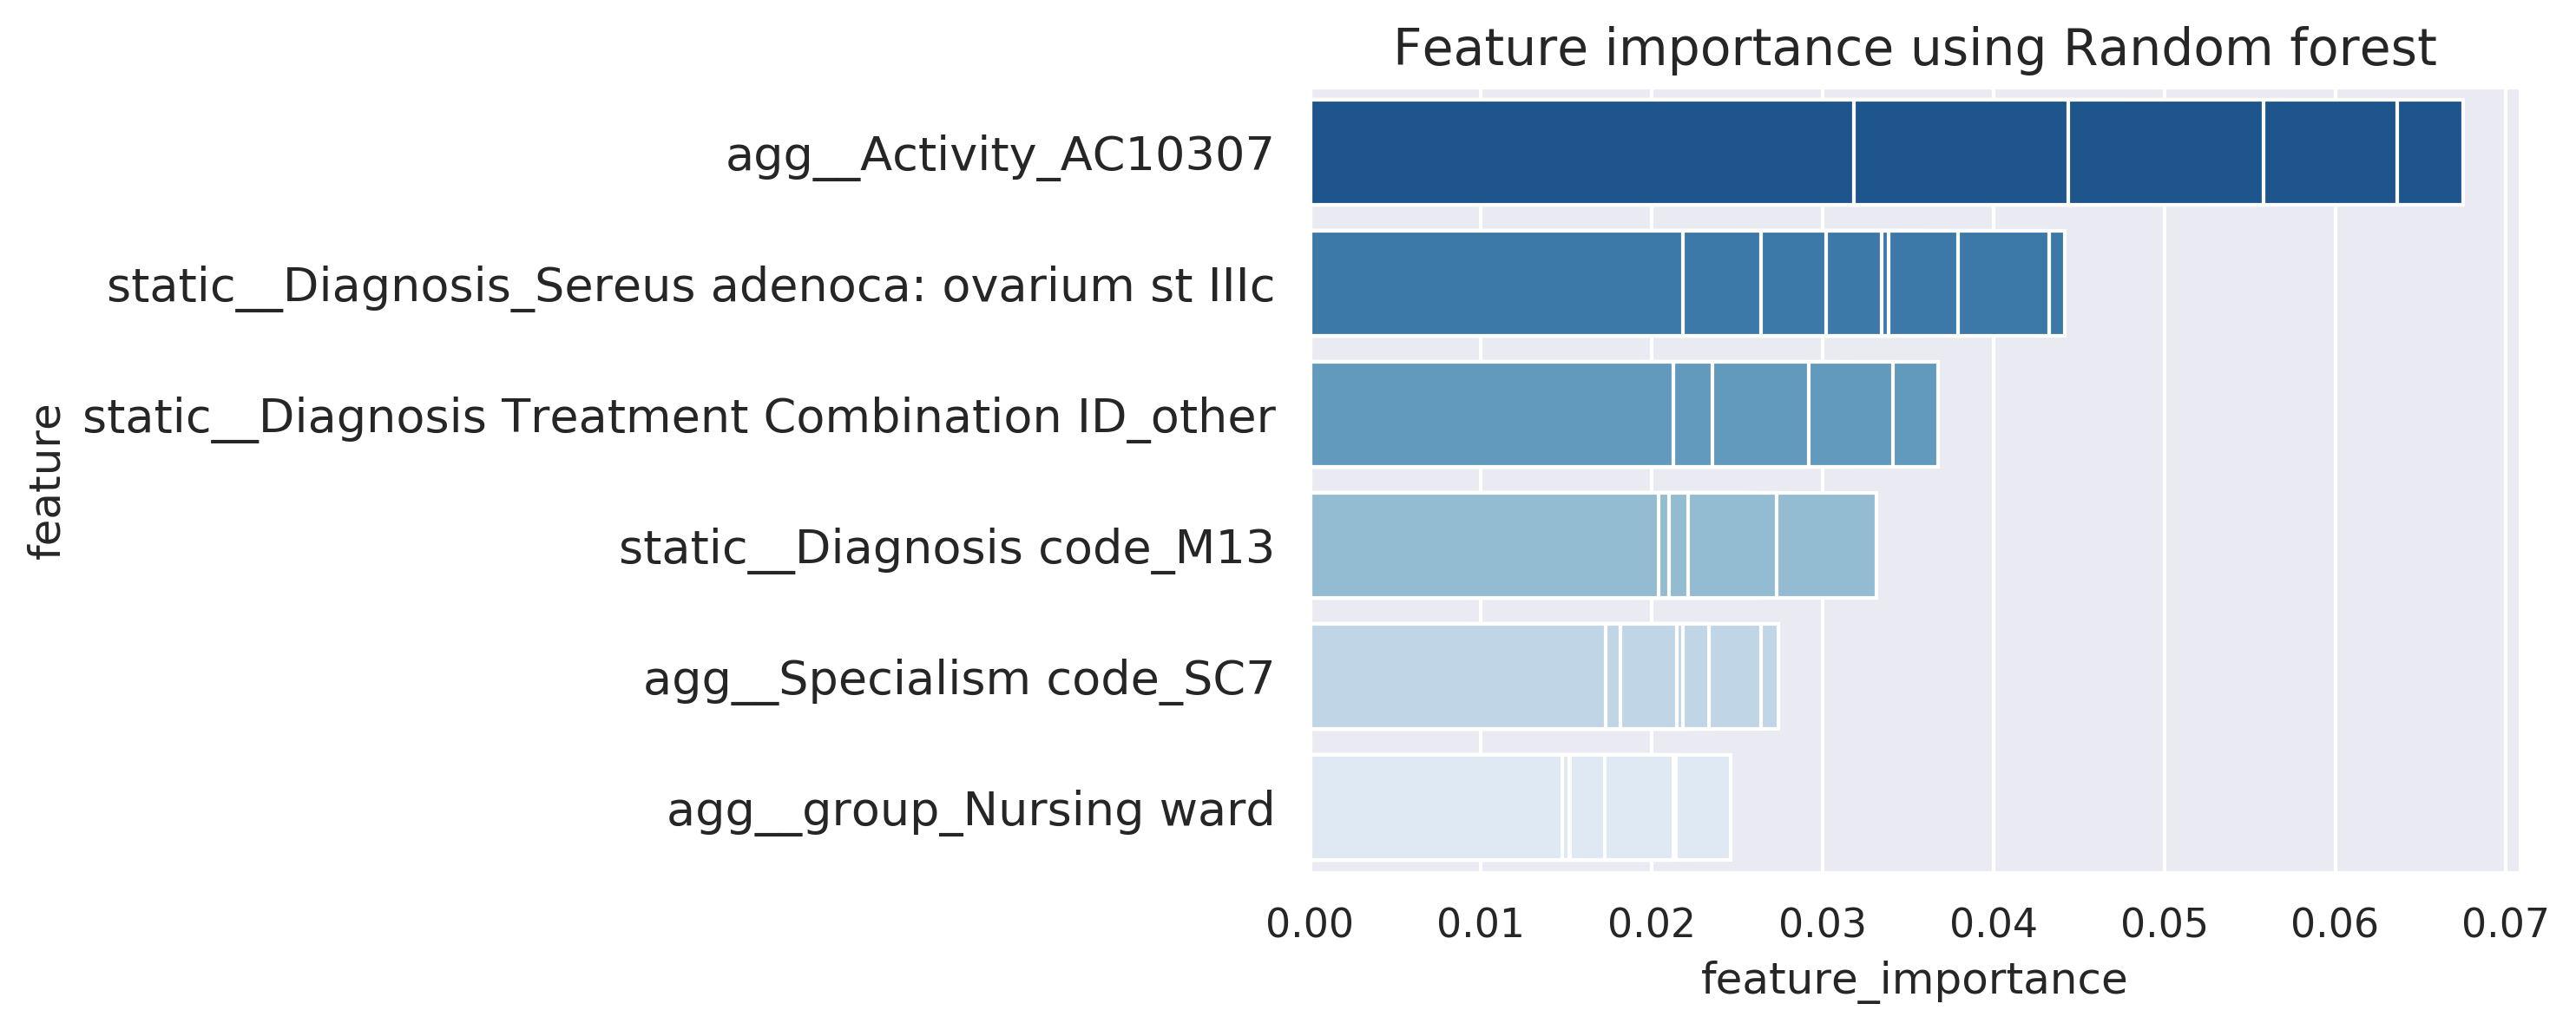 Feature importance using Random forest
agg__Activity_AC10307
static__Diagnosis_Sereus adenoca: ovarium st IIIc
static__Diagnosis Treatment Combination ID_other
static__Diagnosis code_M13
agg__Specialism code_SC7
agg__group_Nursing ward
feature
0.00 0.01 0.02 0.03 0.04 0.05 0.06 0.07
feature_importance